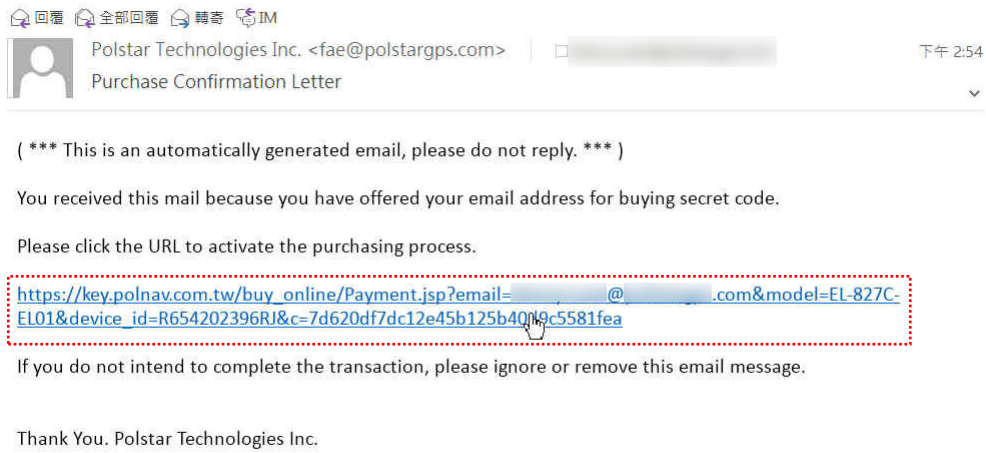 回覆 全部回覆 轉寄 IM
Polstar Technologies Inc. <fae@polstargps.com>
下午 2:54
Purchase Confirmation Letter
( *** This is an automatically generated email, please do not reply. *** )
You received this mail because you have offered your email address for buying secret code.
Please click the URL to activate the purchasing process.
https://key.polnav.com.tw/buy_online/Payment.jsp?email= @ .com&model=EL-827C-
EL01&device_id=R654202396RJ&c=7d620df7dc12e45b125b4 9c5581fea
If you do not intend to complete the transaction, please ignore or remove this email message.
Thank You. Polstar Technologies Inc.